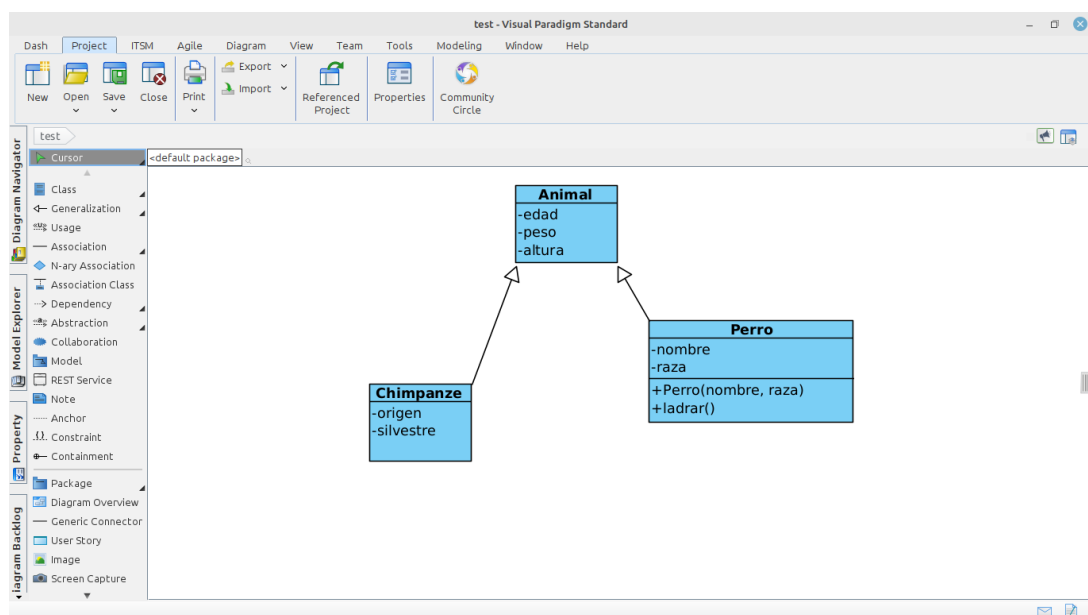 test - Visual Paradigm Standard
Dash Project ITSM Agile Diagram View Team Tools Modeling Window Help
New Open Save Close Print Export Import Referenced Project Properties Community Circle
test
Cursor
<default package>
Class
Generalization
Usage
Association
N-ary Association
Association Class
Dependency
Abstraction
Collaboration
Model
REST Service
Note
Anchor
Constraint
Containment
Package
Diagram Overview
Generic Connector
User Story
Image
Screen Capture
Diagram Navigator
Model Explorer
Property
Diagram Backlog
Animal
-edad
-peso
-altura
Perro
-nombre
-raza
+Perro(nombre, raza)
+ladrar()
Chimpanze
-origen
-silvestre